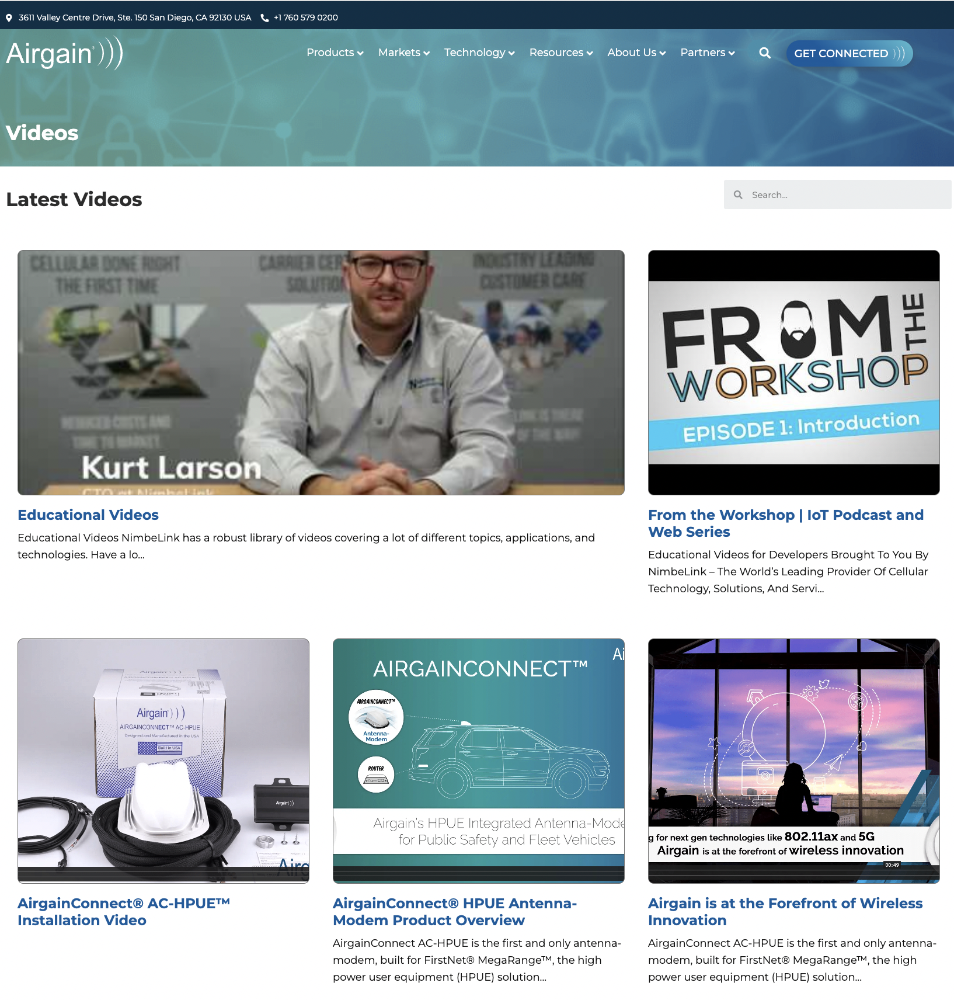 3611 Valley Centre Drive, Ste. 150 San Diego, CA 92130 USA +1 760 579 0200
Airgain®
Products Markets Technology Resources About Us Partners GET CONNECTED
Videos
Latest Videos
Search...
CELLULAR DONE RIGHT
THE FIRST TIME
CARRIER CER
SOLUTION
INDUSTRY LEADING
CUSTOMER CARE
REDUCED COSTS AND
TIME TO MARKET
LINK IS THERE
OF THE WAY!
Kurt Larson
CTO at NimbeLink
FROM THE
WORKSHOP
EPISODE 1: Introduction
Educational Videos
Educational Videos NimbeLink has a robust library of videos covering a lot of different topics, applications, and
technologies. Have a lo...
From the Workshop | IoT Podcast and
Web Series
Educational Videos for Developers Brought To You By
NimbeLink – The World’s Leading Provider Of Cellular
Technology, Solutions, And Servi...
Airgain
AIRGAINCONNECT™ AC-HPUE
Airgain
AIRGAINCONNECT™ AC-HPUE
Designed and Manufactured in the USA
Built in USA
Airgain
Airg
Ai
AIRGAINCONNECT™
AIRGAINCONNECT™
Antenna-
Modem
ROUTER
Airgain's HPUE Integrated Antenna-Mode
for Public Safety and Fleet Vehicles
g for next gen technologies like 802.11ax and 5G
Airgain is at the forefront of wireless innovation
00:49
AirgainConnect® AC-HPUE™
Installation Video
AirgainConnect® HPUE Antenna-
Modem Product Overview
AirgainConnect AC-HPUE is the first and only antenna-
modem, built for FirstNet® MegaRange™, the high
power user equipment (HPUE) solution...
Airgain is at the Forefront of Wireless
Innovation
AirgainConnect AC-HPUE is the first and only antenna-
modem, built for FirstNet® MegaRange™, the high
power user equipment (HPUE) solution...